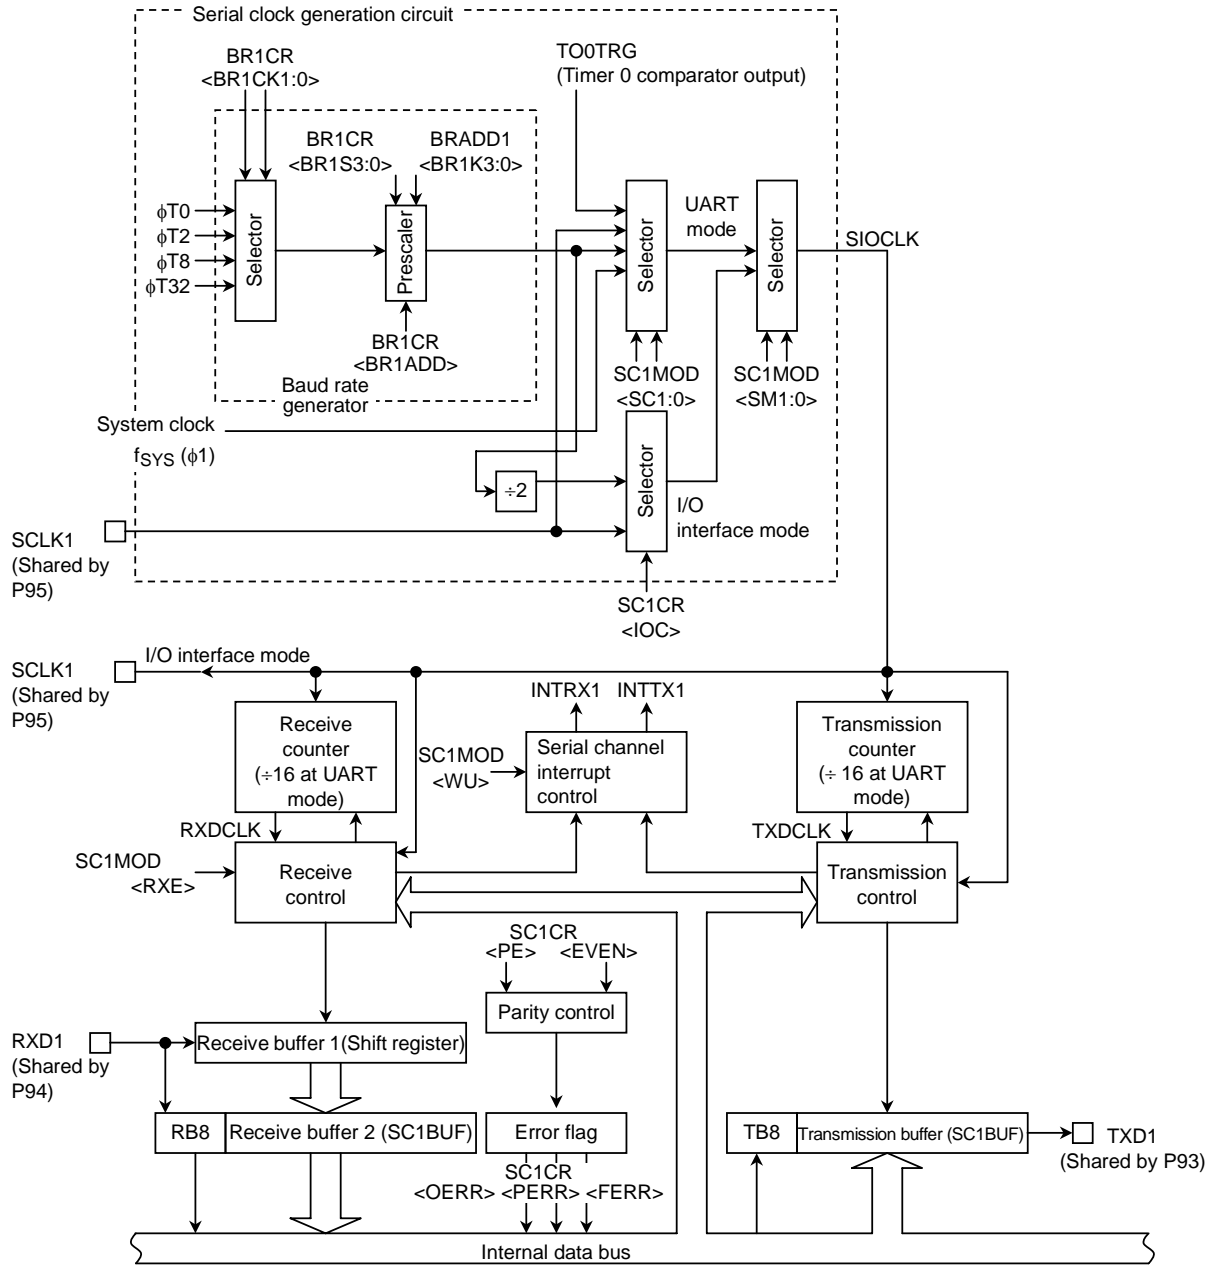 Serial clock generation circuit
BR1CR
<BR1CK1:0>
TO0TRG
(Timer 0 comparator output)
BR1CR
<BR1S3:0>
BRADD1
<BR1K3:0>
ϕT0
ϕT2
ϕT8
ϕT32
Selector
Prescaler
Selector
UART
mode
Selector
SIOCLK
BR1CR
<BR1ADD>
Baud rate
generator
SC1MOD
<SC1:0>
SC1MOD
<SM1:0>
System clock
fSYS (ϕ1)
÷2
Selector
I/O
interface mode
SCLK1
(Shared by
P95)
SC1CR
<IOC>
SCLK1
(Shared by
P95)
I/O interface mode
INTRX1
INTTX1
Receive
counter
(÷16 at UART
mode)
SC1MOD
<WU>
Serial channel
interrupt
control
Transmission
counter
(÷ 16 at UART
mode)
RXDCLK
TXDCLK
SC1MOD
<RXE>
Receive
control
Transmission
control
SC1CR
<PE>
<EVEN>
Parity control
RXD1
(Shared by
P94)
Receive buffer 1(Shift register)
RB8
Receive buffer 2 (SC1BUF)
Error flag
TB8
Transmission buffer (SC1BUF)
TXD1
(Shared by P93)
SC1CR
<OERR>
<PERR>
<FERR>
Internal data bus